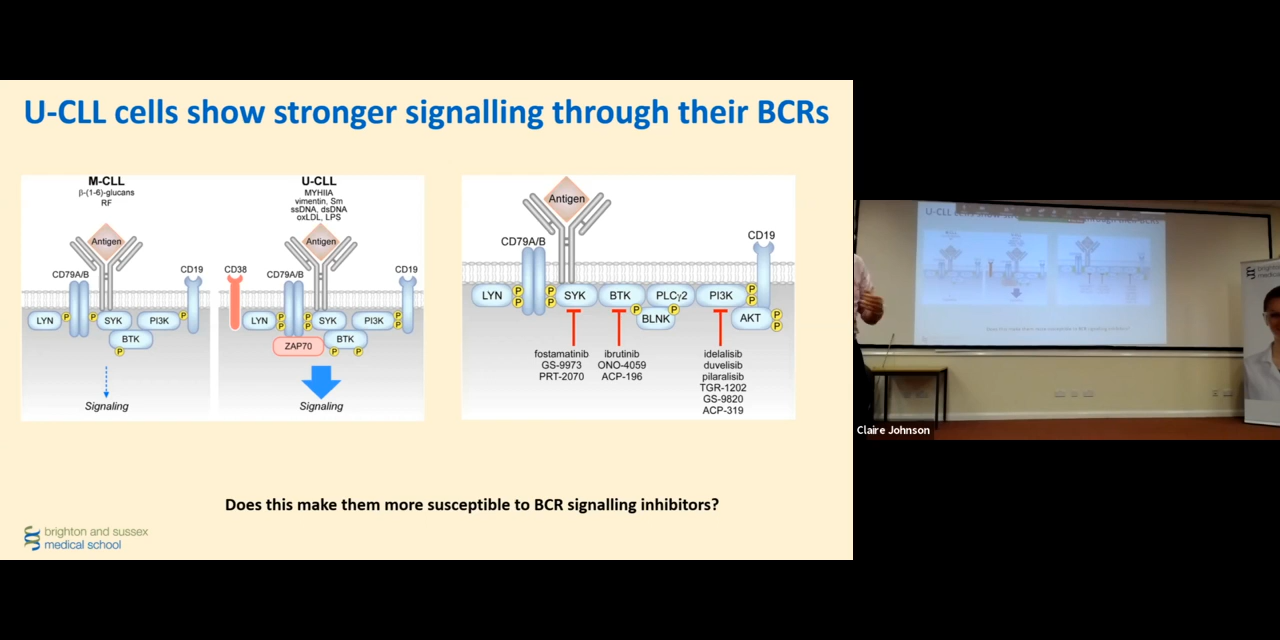 U-CLL cells show stronger signalling through their BCRs
M-CLL
β-(1-6)-glucans
RF
Antigen
CD79A/B
CD19
LYN
P
P
SYK
PI3K
P
BTK
P
Signaling
U-CLL
MYHIIA
vimentin, Sm
ssDNA, dsDNA
oxLDL, LPS
Antigen
CD38
CD79A/B
CD19
LYN
P
P
P
P
SYK
PI3K
P
P
ZAP70
BTK
P
P
Signaling
Antigen
CD79A/B
CD19
LYN
P
P
P
P
SYK
BTK
PLCγ2
PI3K
P
P
P
P
BLNK
AKT
P
P
fostamatinib
GS-9973
PRT-2070
ibrutinib
ONO-4059
ACP-196
idelalisib
duvelisib
pilaralisib
TGR-1202
GS-9820
ACP-319
Does this make them more susceptible to BCR signalling inhibitors?
brighton and sussex
medical school
Claire Johnson